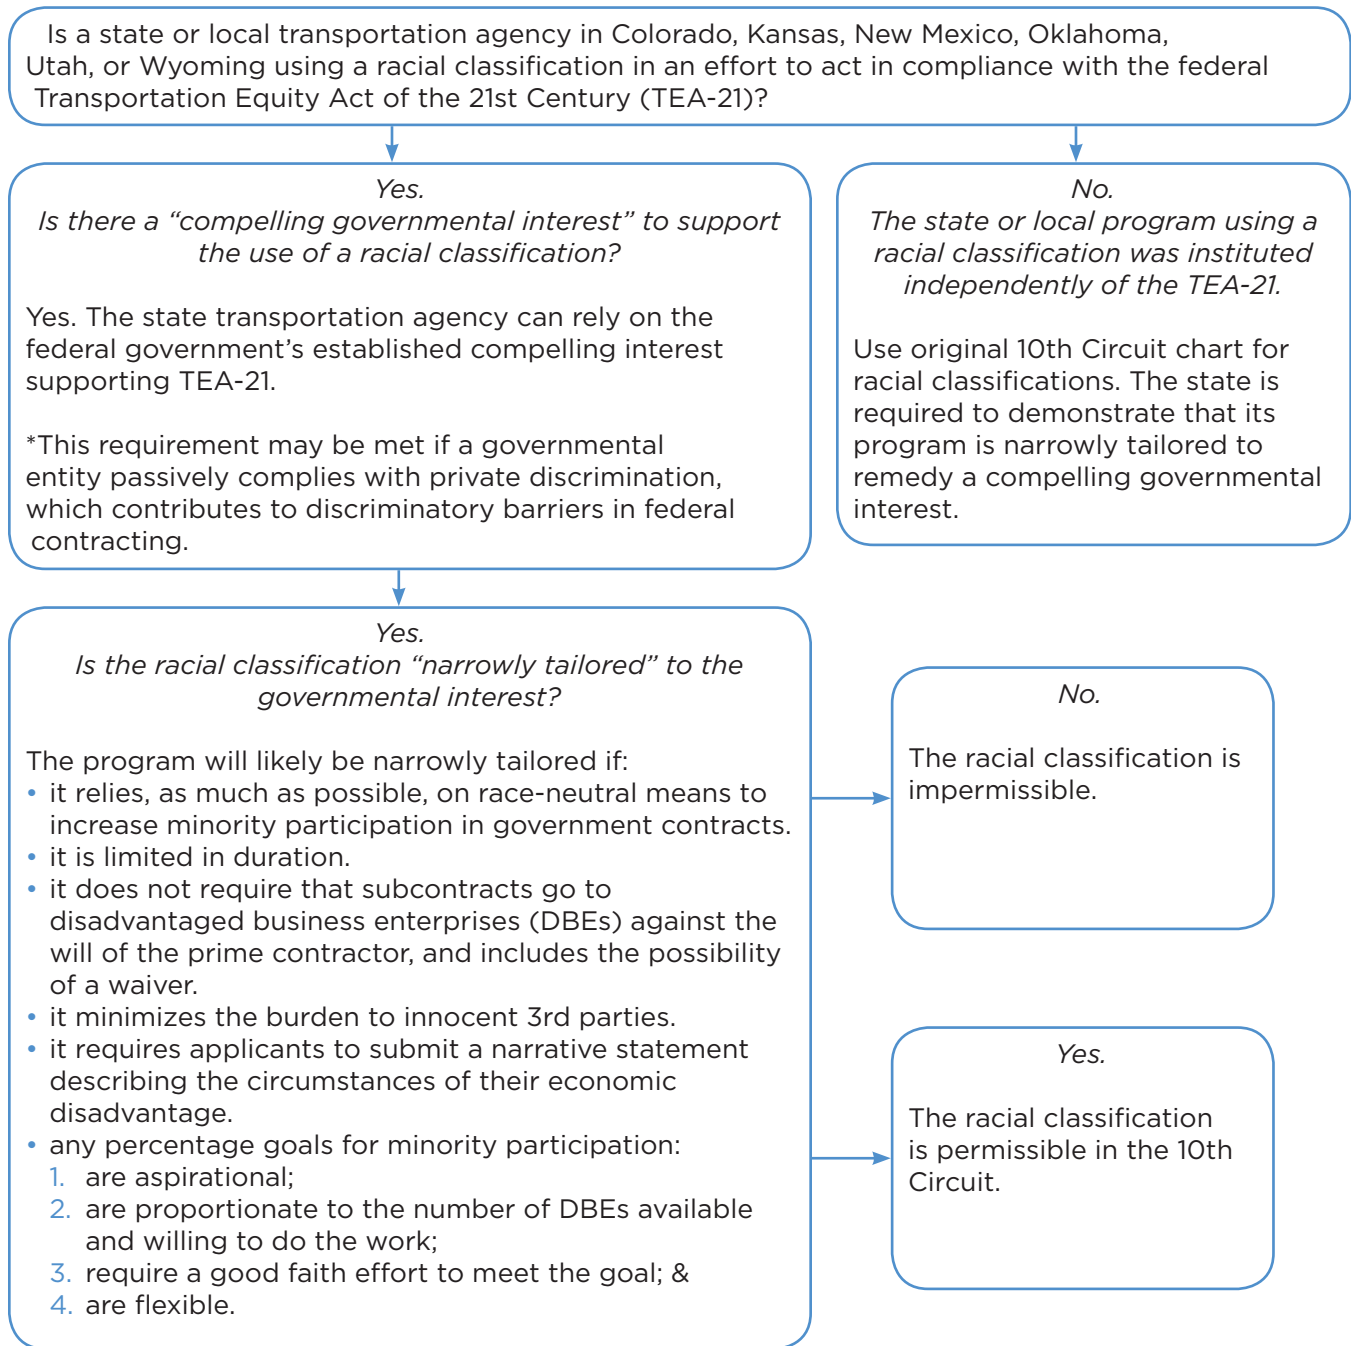 Is a state or local transportation agency in Colorado, Kansas, New Mexico, Oklahoma,
Utah, or Wyoming using a racial classification in an effort to act in compliance with the federal
Transportation Equity Act of the 21st Century (TEA-21)?
Yes.
Is there a “compelling governmental interest” to support
the use of a racial classification?
Yes. The state transportation agency can rely on the
federal government’s established compelling interest
supporting TEA-21.
*This requirement may be met if a governmental
entity passively complies with private discrimination,
which contributes to discriminatory barriers in federal
contracting.
No.
The state or local program using a
racial classification was instituted
independently of the TEA-21.
Use original 10th Circuit chart for
racial classifications. The state is
required to demonstrate that its
program is narrowly tailored to
remedy a compelling governmental
interest.
Yes.
Is the racial classification “narrowly tailored” to the
governmental interest?
The program will likely be narrowly tailored if:
• it relies, as much as possible, on race-neutral means to
increase minority participation in government contracts.
• it is limited in duration.
• it does not require that subcontracts go to
disadvantaged business enterprises (DBEs) against the
will of the prime contractor, and includes the possibility
of a waiver.
• it minimizes the burden to innocent 3rd parties.
• it requires applicants to submit a narrative statement
describing the circumstances of their economic
disadvantage.
• any percentage goals for minority participation:
1. are aspirational;
2. are proportionate to the number of DBEs available
and willing to do the work;
3. require a good faith effort to meet the goal; &
4. are flexible.
No.
The racial classification is
impermissible.
Yes.
The racial classification
is permissible in the 10th
Circuit.